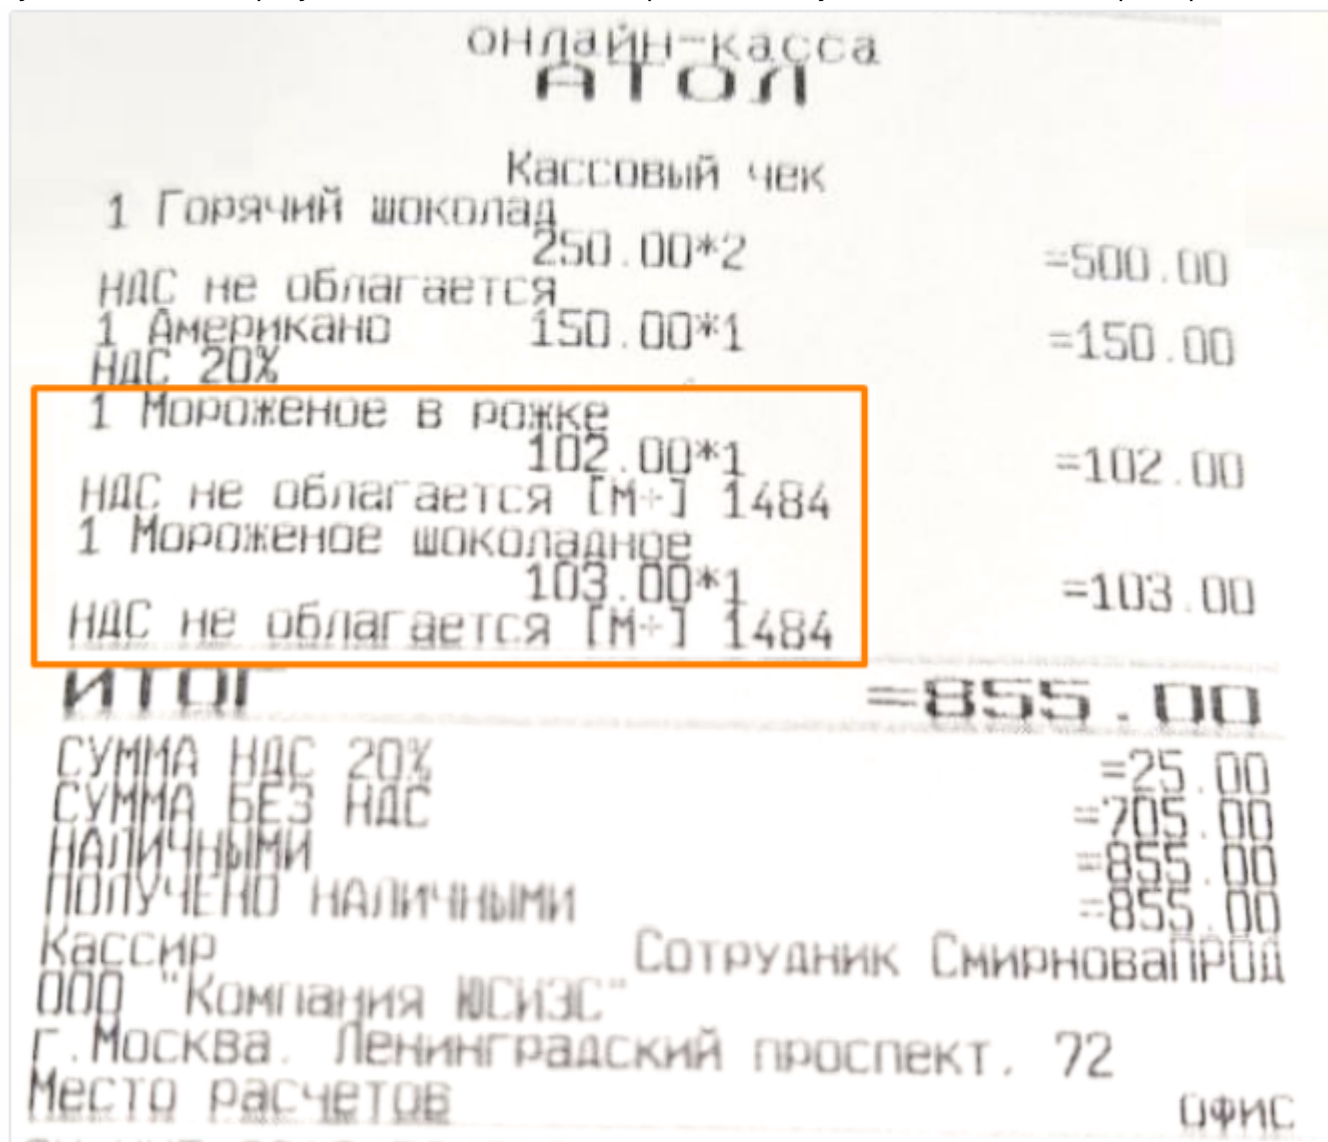 онлайн-касса
АТОЛ
Кассовый чек
1 Горячий шоколад
250.00*2 =500.00
НДС не облагается
1 Американо 150.00*1 =150.00
НДС 20%
1 Мороженое в рожке
102.00*1 =102.00
НДС не облагается [М+] 1484
1 Мороженое шоколадное
103.00*1 =103.00
НДС не облагается [М+] 1484
ИТОГ =855.00
СУММА НДС 20% =25.00
СУММА БЕЗ НДС =705.00
НАЛИЧНЫМИ =855.00
ПОЛУЧЕНО НАЛИЧНЫМИ =855.00
Кассир Сотрудник СмирноваПРОД
ООО "Компания ЮСИЭС"
г.Москва. Ленинградский проспект. 72
Место расчетов ОФИС